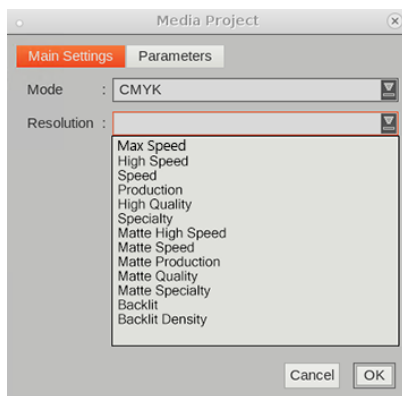 Media Project
Main Settings Parameters
Mode : CMYK
Resolution :
Max Speed
High Speed
Speed
Production
High Quality
Specialty
Matte High Speed
Matte Speed
Matte Production
Matte Quality
Matte Specialty
Backlit
Backlit Density
Cancel OK